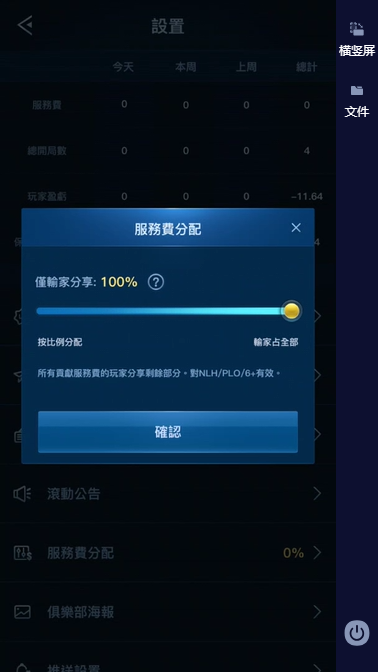 設置
橫竪屏
文件
今天 本周 上周 總計
服務費 0 0 0 0
總開局數 0 0 0 4
玩家盈虧 0 0 0 -11.64
服務費分配
僅輸家分享: 100% ?
按比例分配 輸家占全部
所有貢獻服務費的玩家分享剩餘部分。對NLH/PLO/6+有效。
確認
滾動公告
服務費分配 0%
俱樂部海報
推送設置